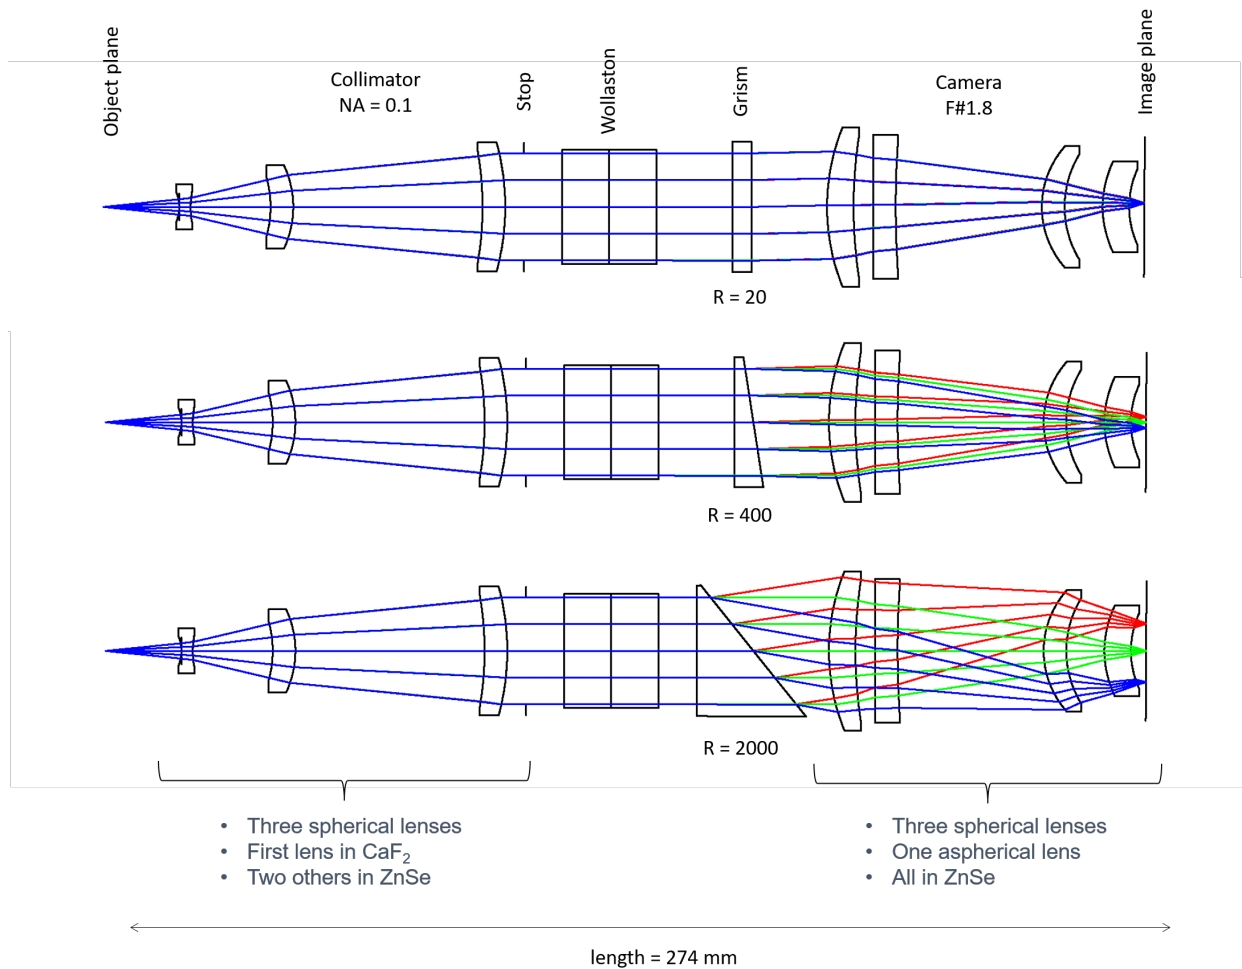 Object plane
Collimator
NA = 0.1
Stop
Wollaston
Grism
Camera
F#1.8
Image plane
R = 20
R = 400
R = 2000
• Three spherical lenses
• First lens in CaF₂
• Two others in ZnSe
• Three spherical lenses
• One aspherical lens
• All in ZnSe
length = 274 mm